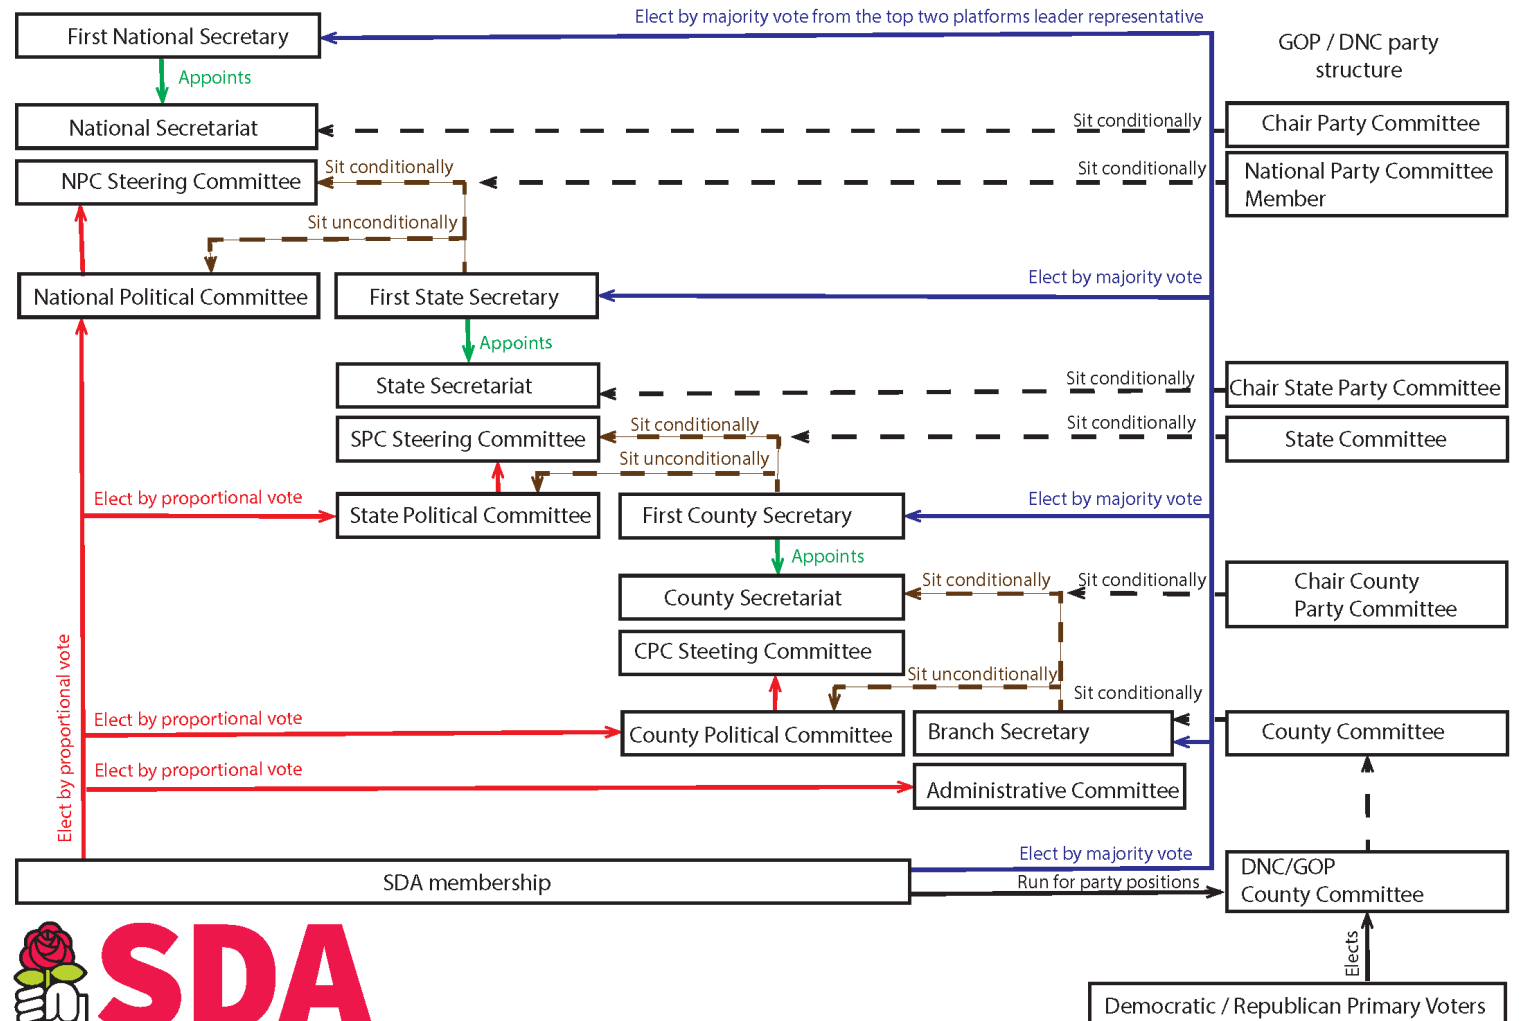 Elect by majority vote from the top two platforms leader representative
First National Secretary
GOP / DNC party
structure
Appoints
National Secretariat
Sit conditionally
Chair Party Committee
NPC Steering Committee
Sit conditionally
Sit conditionally
National Party Committee
Member
Sit unconditionally
National Political Committee
First State Secretary
Elect by majority vote
Appoints
State Secretariat
Sit conditionally
Chair State Party Committee
SPC Steering Committee
Sit conditionally
Sit conditionally
State Committee
Sit unconditionally
Elect by proportional vote
State Political Committee
First County Secretary
Elect by majority vote
Appoints
County Secretariat
Sit conditionally
Sit conditionally
Chair County
Party Committee
CPC Steeting Committee
Sit unconditionally
Sit conditionally
Elect by proportional vote
Elect by proportional vote
County Political Committee
Branch Secretary
County Committee
Elect by proportional vote
Administrative Committee
Elect by majority vote
SDA membership
Run for party positions
DNC/GOP
County Committee
Elects
SDA
Democratic / Republican Primary Voters